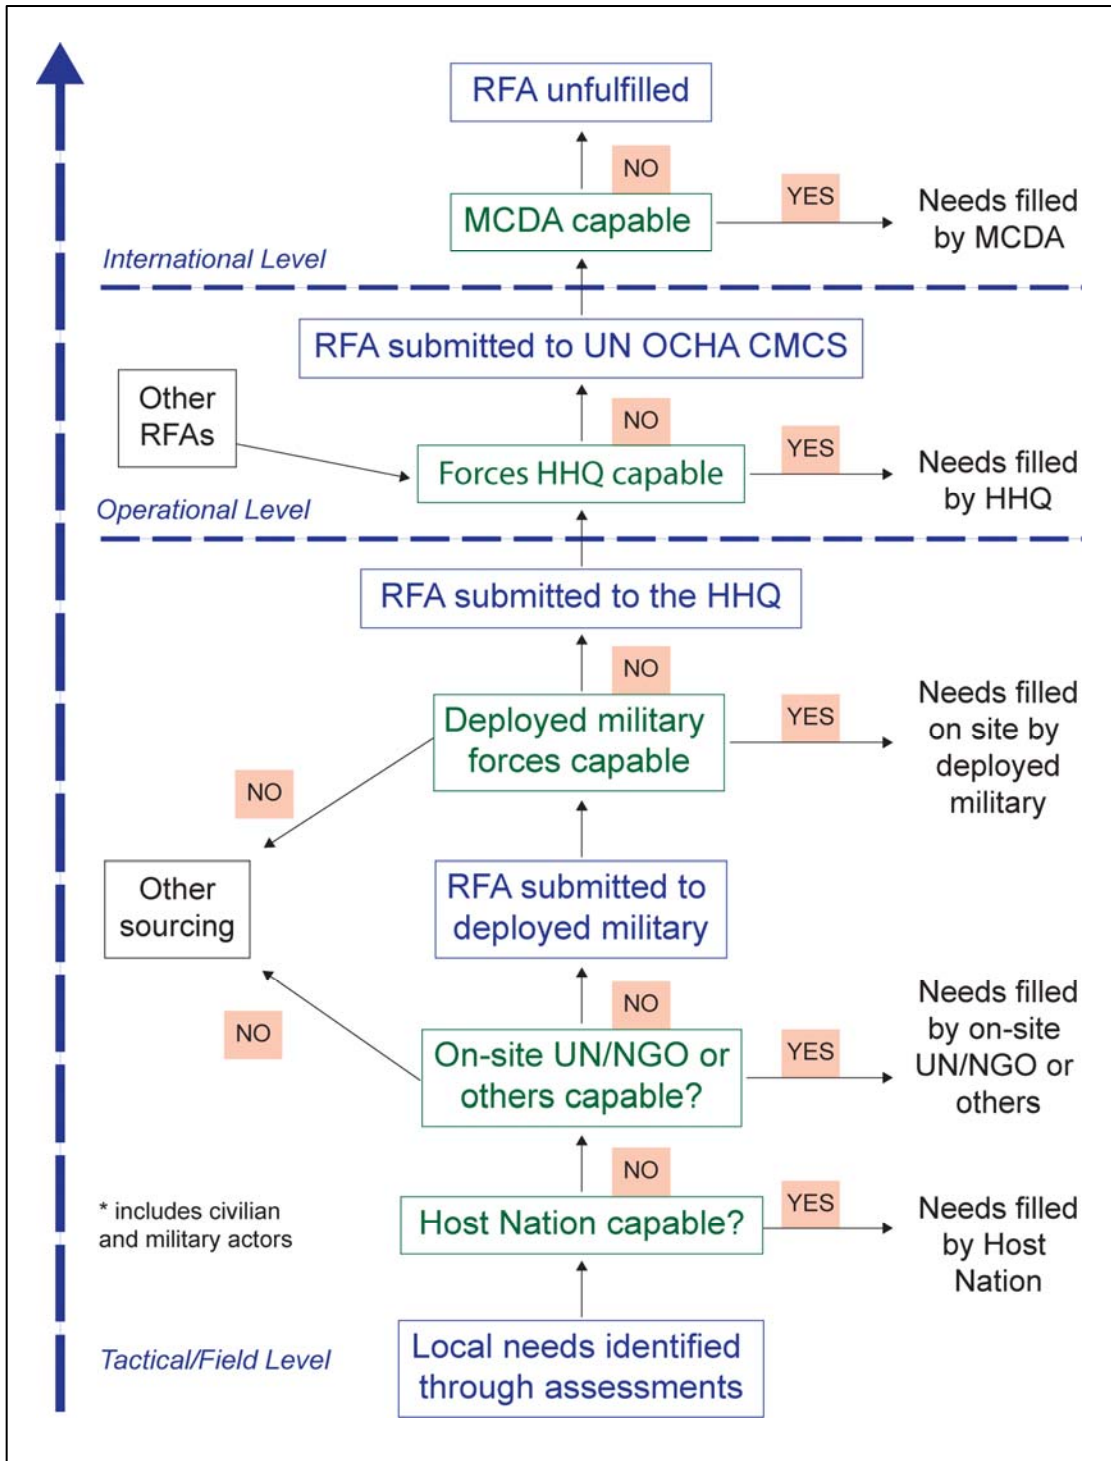 RFA unfulfilled
NO
YES
MCDA capable
Needs filled
by MCDA
International Level
RFA submitted to UN OCHA CMCS
Other
RFAs
NO
YES
Forces HHQ capable
Needs filled
by HHQ
Operational Level
RFA submitted to the HHQ
NO
YES
Deployed military
forces capable
Needs filled
on site by
deployed
military
NO
Other
sourcing
RFA submitted to
deployed military
NO
NO
YES
On-site UN/NGO or
others capable?
Needs filled
by on-site
UN/NGO or
others
NO
YES
* includes civilian
and military actors
Host Nation capable?
Needs filled
by Host
Nation
Tactical/Field Level
Local needs identified
through assessments